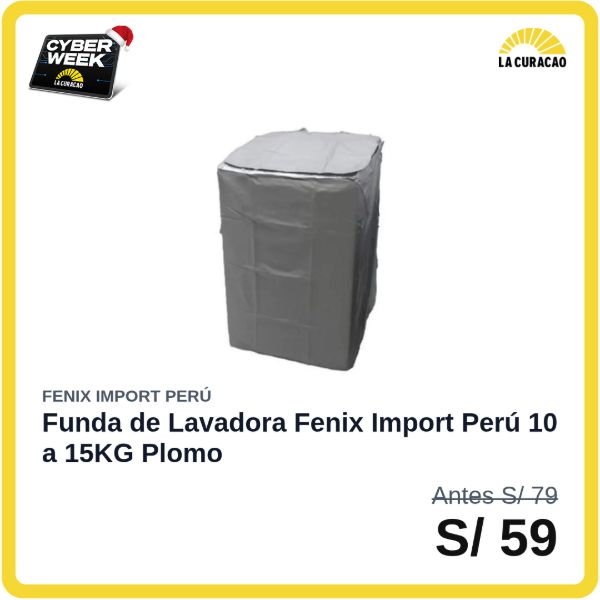 CYBER
WEEK
LA CURACAO
LA CURACAO
FENIX IMPORT PERÚ
Funda de Lavadora Fenix Import Perú 10
a 15KG Plomo
Antes S/ 79
S/ 59